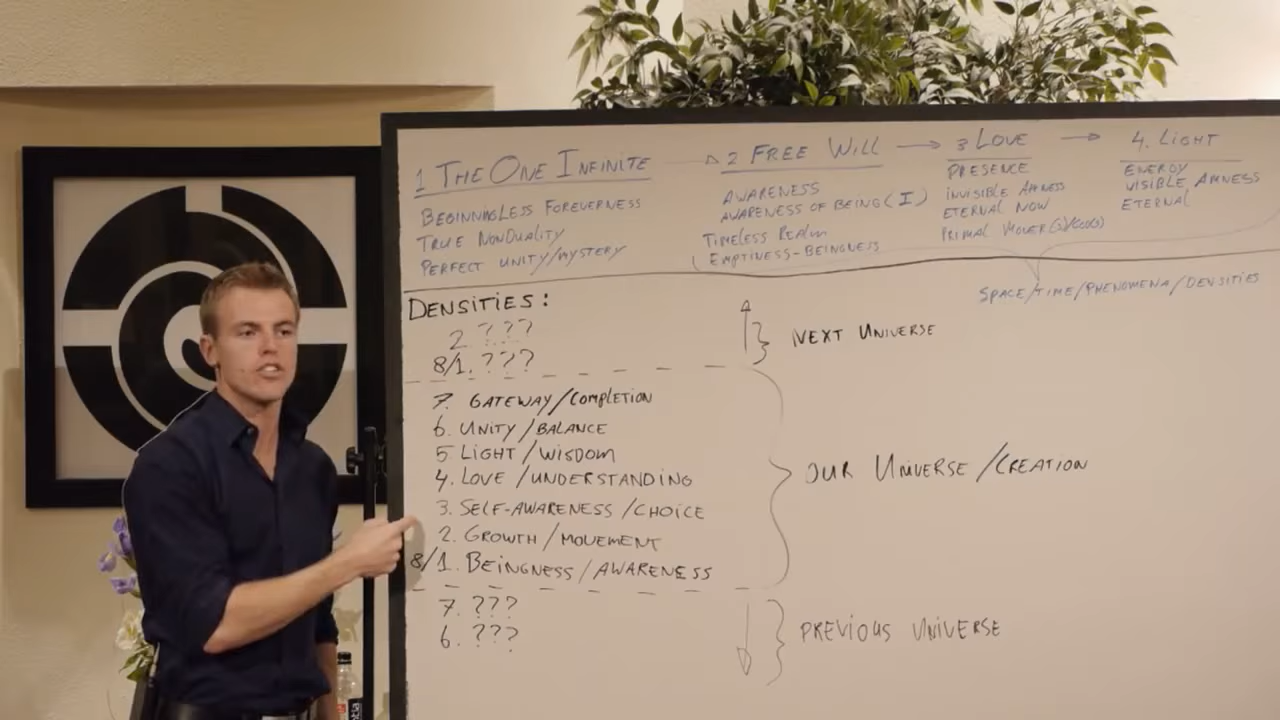 1 THE ONE INFINITE → 2 FREE WILL → 3 LOVE → 4. LIGHT
BEGINNINGLESS FOREVERNESS
TRUE NONDUALITY
PERFECT UNITY/MYSTERY
AWARENESS
AWARENESS OF BEING (I)
TIMELESS REALM
EMPTINESS-BEINGNESS
PRESENCE
INVISIBLE AMNESS
ETERNAL NOW
PRIMAL MOVER(S)/GOD(S)
ENERGY
VISIBLE AMNESS
ETERNAL
SPACE/TIME/PHENOMENA/DENSITIES
DENSITIES:
2 ???
8/1. ???
NEXT UNIVERSE
7. GATEWAY/COMPLETION
6. UNITY/BALANCE
5. LIGHT/WISDOM
4. LOVE/UNDERSTANDING
3. SELF-AWARENESS/CHOICE
2. GROWTH/MOVEMENT
8/1. BEINGNESS/AWARENESS
OUR UNIVERSE/CREATION
7. ???
6. ???
PREVIOUS UNIVERSE